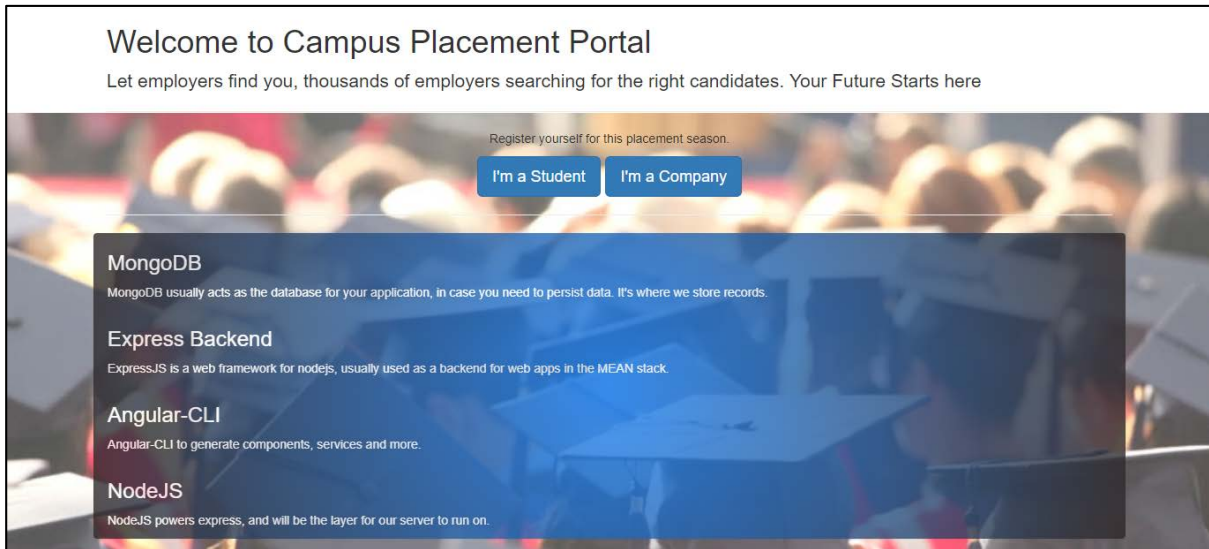 Welcome to Campus Placement Portal
Let employers find you, thousands of employers searching for the right candidates. Your Future Starts here
Register yourself for this placement season.
I'm a Student I'm a Company
MongoDB
MongoDB usually acts as the database for your application, in case you need to persist data. It's where we store records.
Express Backend
ExpressJS is a web framework for nodejs, usually used as a backend for web apps in the MEAN stack.
Angular-CLI
Angular-CLI to generate components, services and more.
NodeJS
NodeJS powers express, and will be the layer for our server to run on.